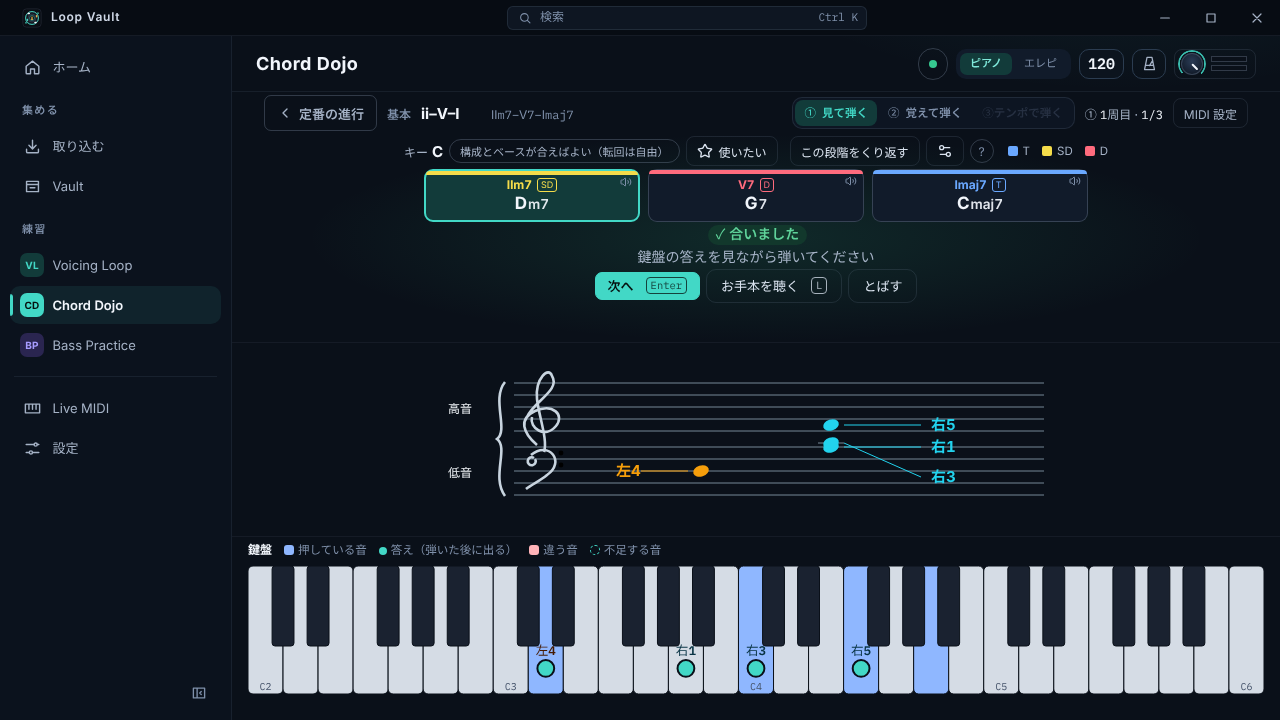 Loop Vault
検索
Ctrl K
ホーム
集める
取り込む
Vault
練習
VL Voicing Loop
CD Chord Dojo
BP Bass Practice
Live MIDI
設定
Chord Dojo
ピアノ エレピ 120
定番の進行 基本 ii–V–I IIm7–V7–Imaj7
① 見て弾く ② 覚えて弾く ③テンポで弾く ① 1周目 · 1/3 MIDI 設定
キー C 構成とベースが合えばよい（転回は自由） 使いたい この段階をくり返す ? T SD D
IIm7 SD
Dm7
V7 D
G7
Imaj7 T
Cmaj7
✓ 合いました
鍵盤の答えを見ながら弾いてください
次へ Enter お手本を聴く L とばす
高音
低音
左4
右5
右1
右3
鍵盤 押している音 答え（弾いた後に出る） 違う音 不足する音
左4 右1 右3 右5
C2 C3 C4 C5 C6